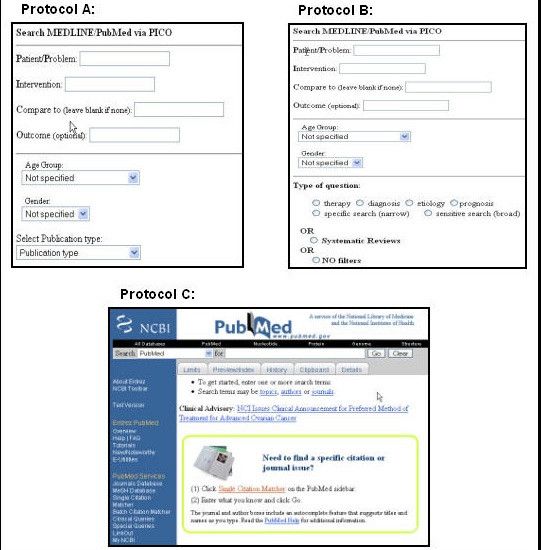 Protocol A:
Search MEDLINE/PubMed via PICO
Patient/Problem:
Intervention:
Compare to (leave blank if none):
Outcome (optional):
Age Group:
Not specified
Gender:
Not specified
Select Publication type:
Publication type
Protocol B:
Search MEDLINE/PubMed via PICO
Patient/Problem:
Intervention:
Compare to (leave blank if none):
Outcome (optional):
Age Group:
Not specified
Gender:
Not specified
Type of question:
therapy diagnosis etiology prognosis
specific search (narrow) sensitive search (broad)
OR
Systematic Reviews
OR
NO filters
Protocol C:
NCBI
PubMed
www.pubmed.gov
A service of the National Library of Medicine
and the National Institutes of Health
All Databases PubMed Nucleotide Protein Genome Structure
Search PubMed for Go Clear
Limits Preview/Index History Clipboard Details
About Entrez
NCBI Toolbar
Text Version
Entrez PubMed
Overview
Help | FAQ
Tutorials
New/Noteworthy
E-Utilities
PubMed Services
Journals Database
MeSH Database
Single Citation
Matcher
Batch Citation Matcher
Clinical Queries
Special Queries
LinkOut
My NCBI
To get started, enter one or more search terms.
Search terms may be topics, authors or journals.
Clinical Advisory: NCI Issues Clinical Announcement for Preferred Method of
Treatment for Advanced Ovarian Cancer
Need to find a specific citation or
journal issue?
(1) Click Single Citation Matcher on the PubMed sidebar.
(2) Enter what you know and click Go.
The journal and author boxes include an autocomplete feature that suggests titles and
names as you type. Read the PubMed Help for additional information.